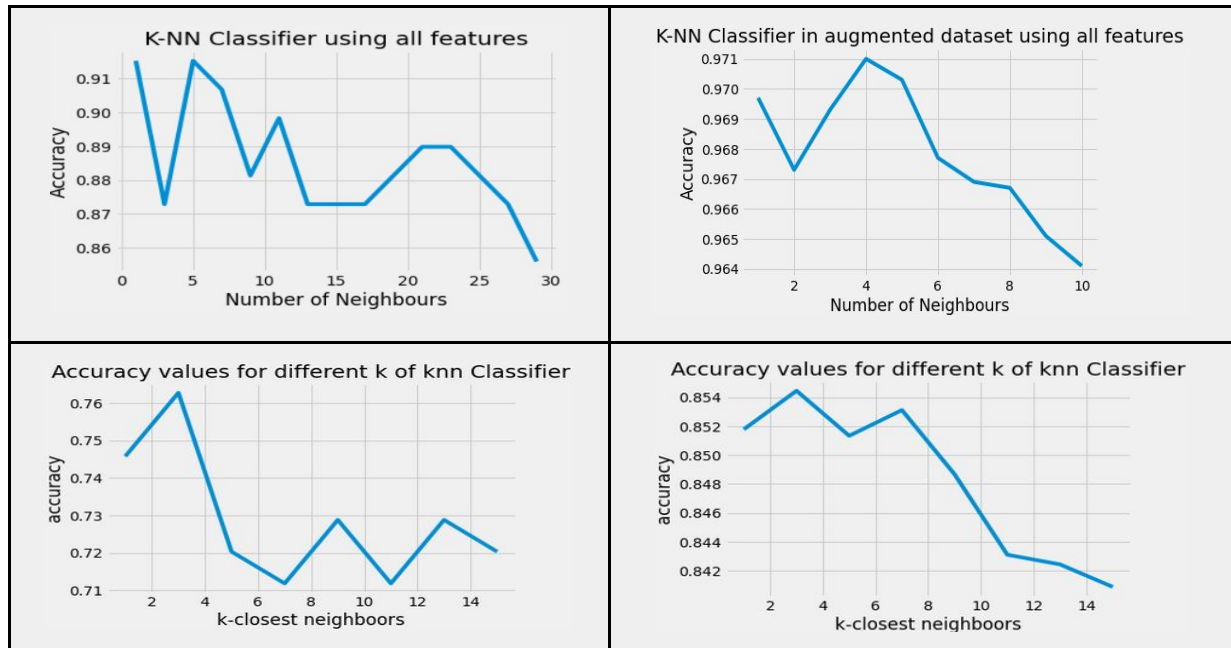 K-NN Classifier using all features
Accuracy
0.91
0.90
0.89
0.88
0.87
0.86
0 5 10 15 20 25 30
Number of Neighbours
K-NN Classifier in augmented dataset using all features
Accuracy
0.971
0.970
0.969
0.968
0.967
0.966
0.965
0.964
2 4 6 8 10
Number of Neighbours
Accuracy values for different k of knn Classifier
accuracy
0.76
0.75
0.74
0.73
0.72
0.71
2 4 6 8 10 12 14
k-closest neighboors
Accuracy values for different k of knn Classifier
accuracy
0.854
0.852
0.850
0.848
0.846
0.844
0.842
2 4 6 8 10 12 14
k-closest neighboors